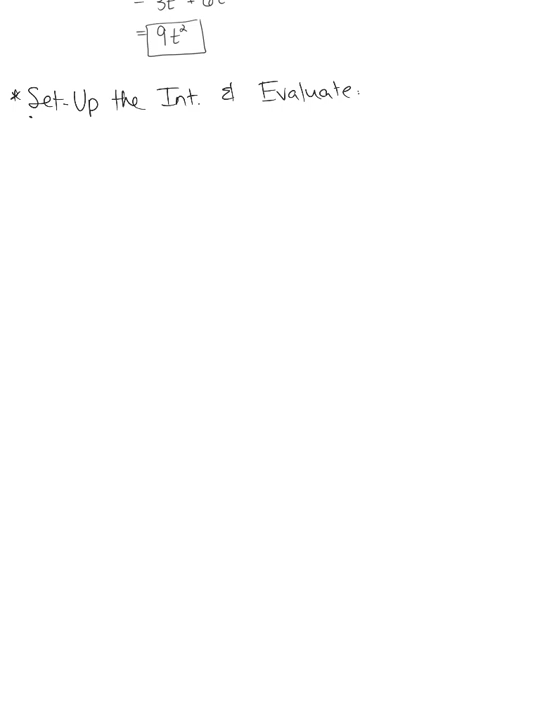 = 9t²
* Set-Up the Int. & Evaluate: